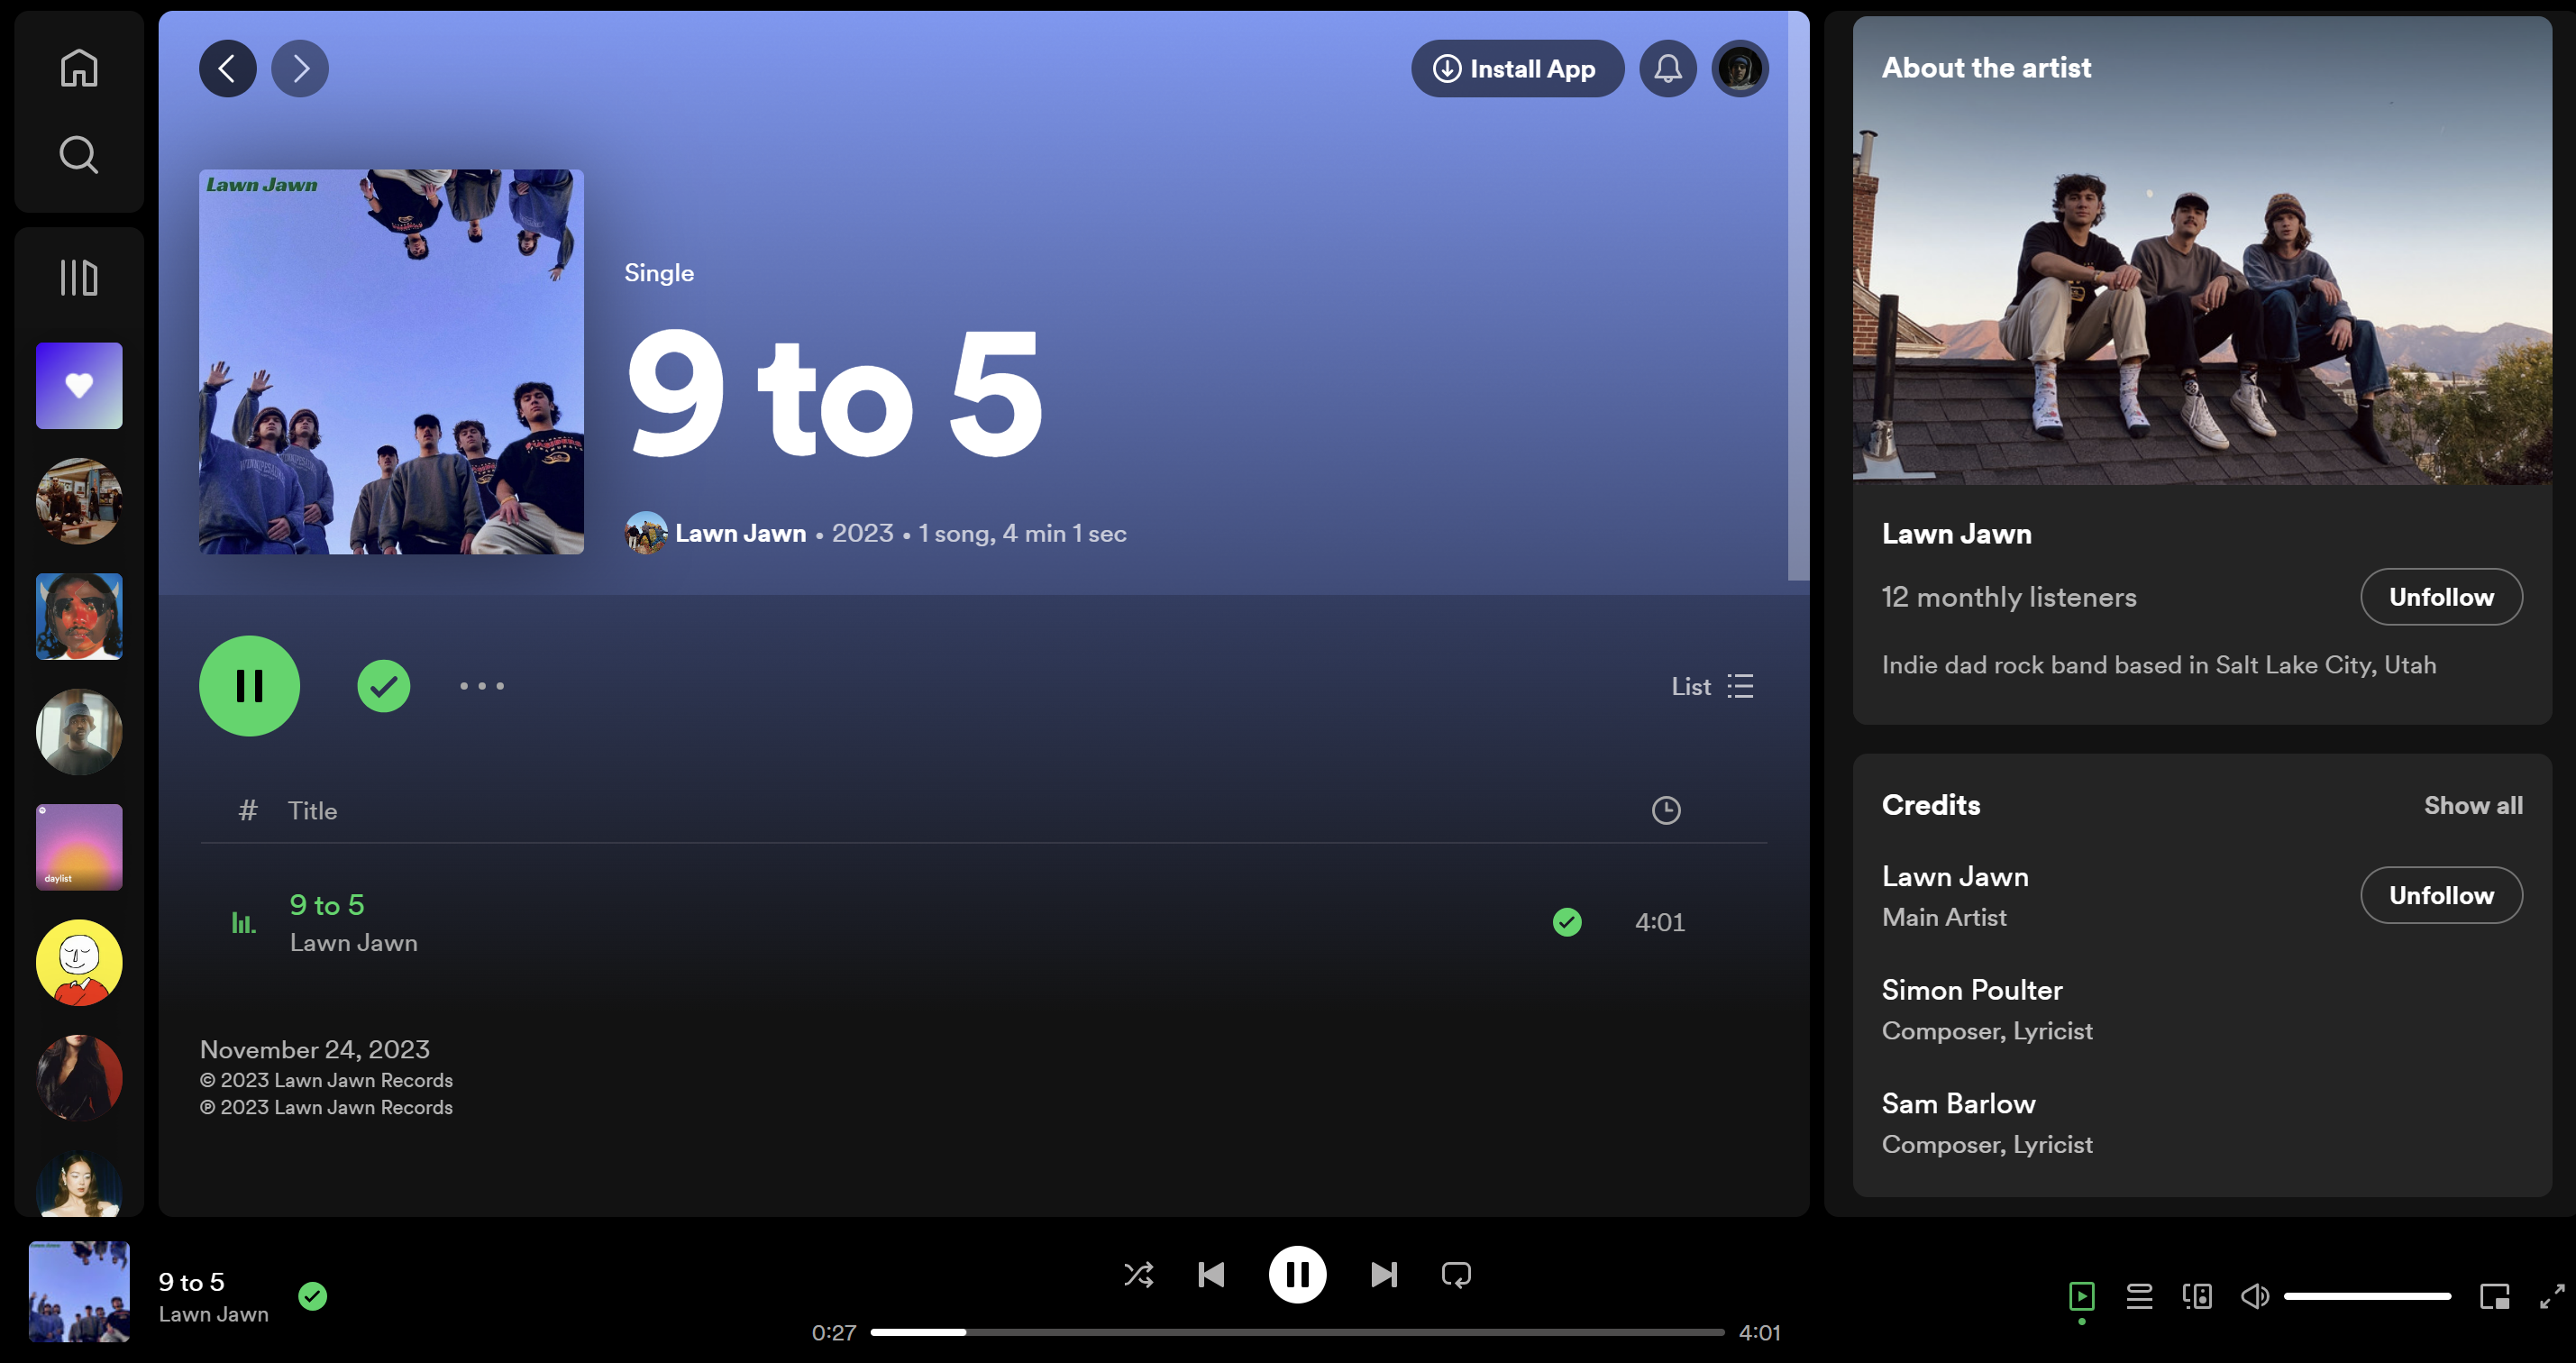 Install App
Lawn Jawn
Single
9 to 5
Lawn Jawn • 2023 • 1 song, 4 min 1 sec
List
# Title
9 to 5
Lawn Jawn
4:01
November 24, 2023
© 2023 Lawn Jawn Records
℗ 2023 Lawn Jawn Records
daylist
About the artist
Lawn Jawn
12 monthly listeners
Unfollow
Indie dad rock band based in Salt Lake City, Utah
Credits
Show all
Lawn Jawn
Main Artist
Unfollow
Simon Poulter
Composer, Lyricist
Sam Barlow
Composer, Lyricist
9 to 5
Lawn Jawn
0:27
4:01